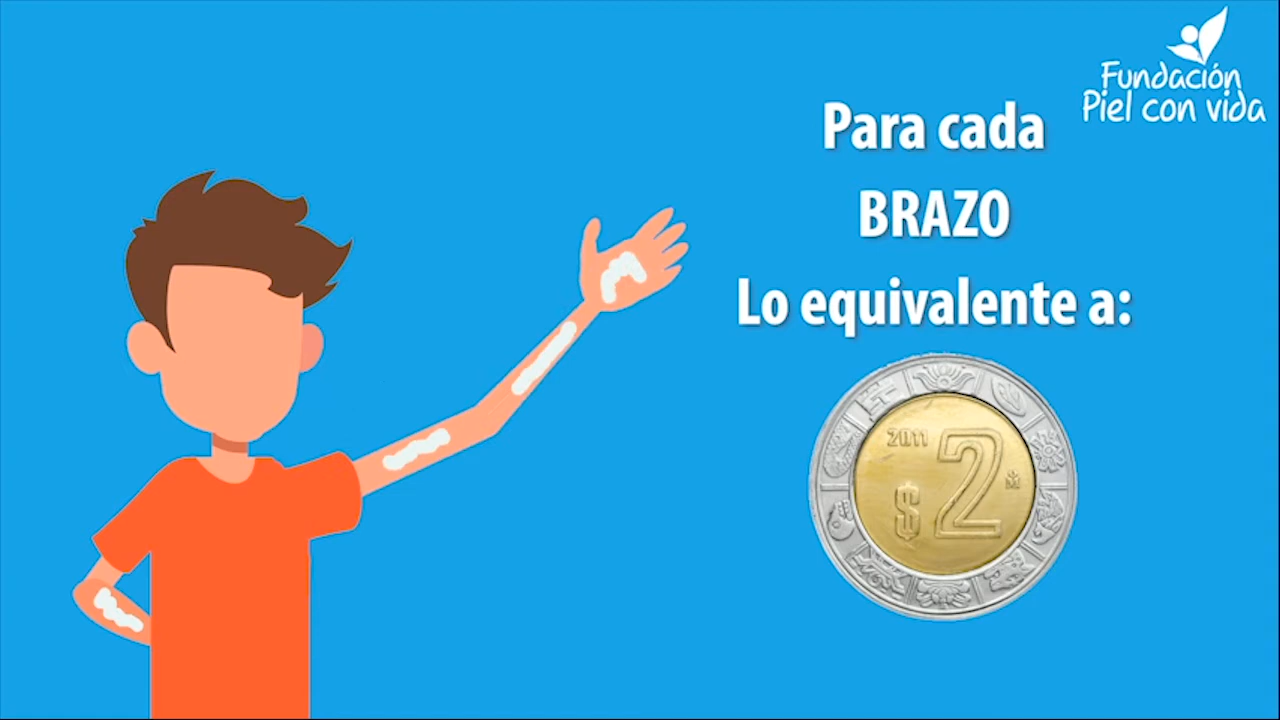 Fundación
Piel con vida
Para cada
BRAZO
Lo equivalente a:
2011
$2